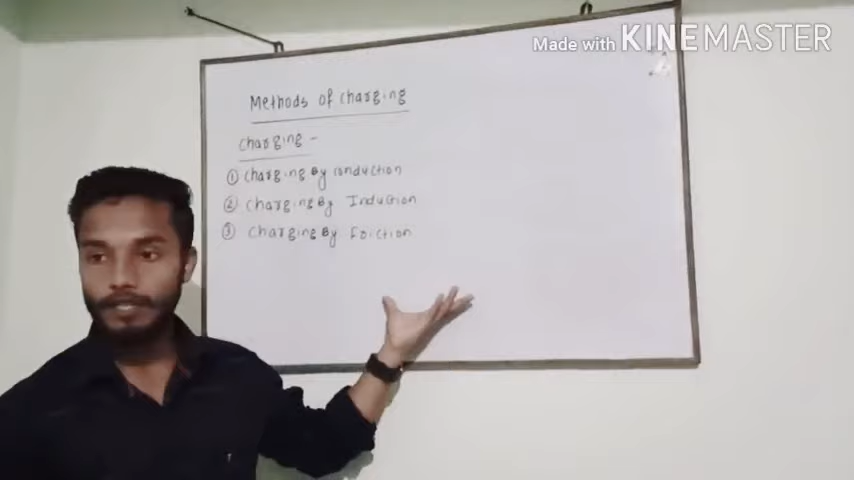 Made with KINEMASTER
Methods of charging
charging -
① charging By conduction
② charging By Induction
③ charging By Friction